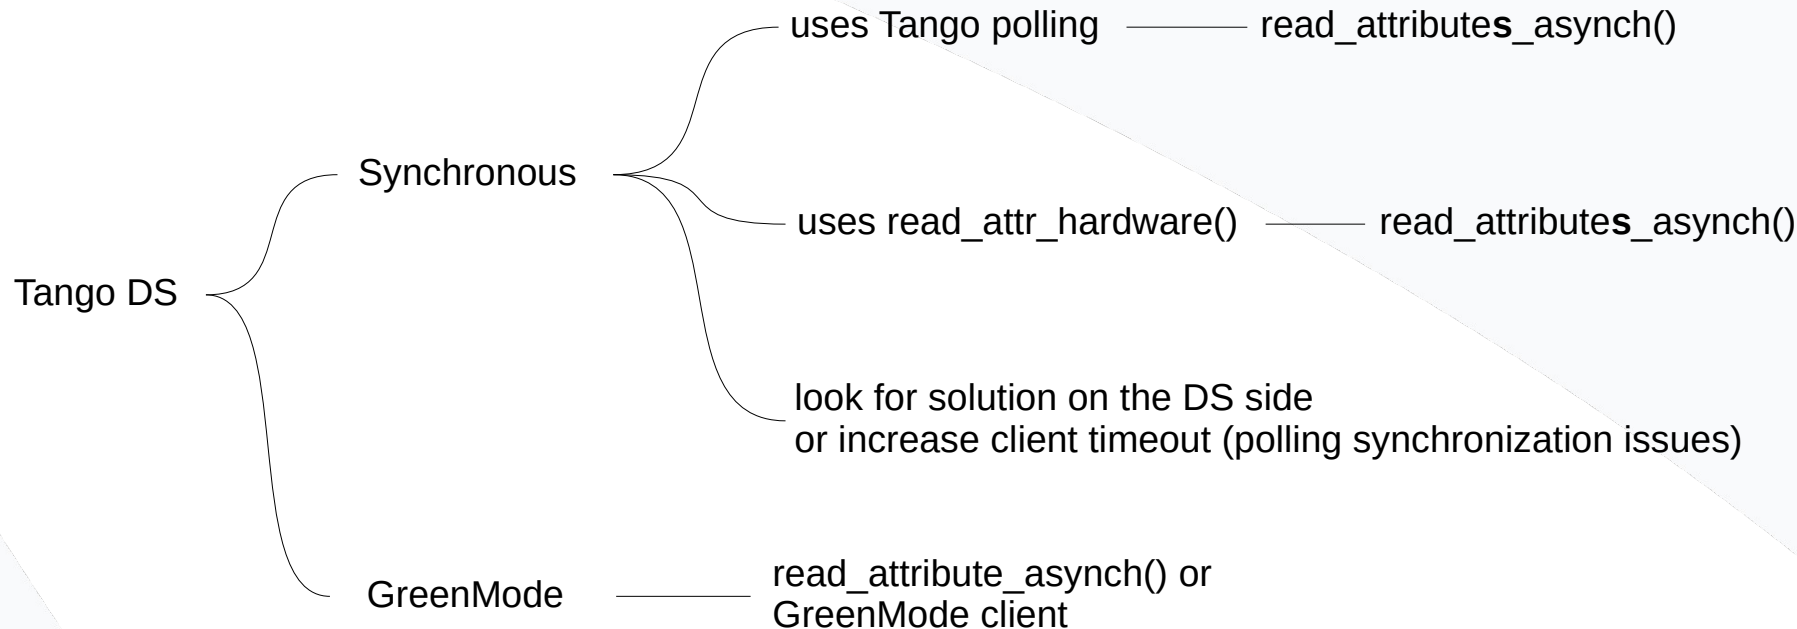 uses Tango polling
read_attributes_asynch()
Synchronous
uses read_attr_hardware()
read_attributes_asynch()
Tango DS
look for solution on the DS side
or increase client timeout (polling synchronization issues)
GreenMode
read_attribute_asynch() or
GreenMode client